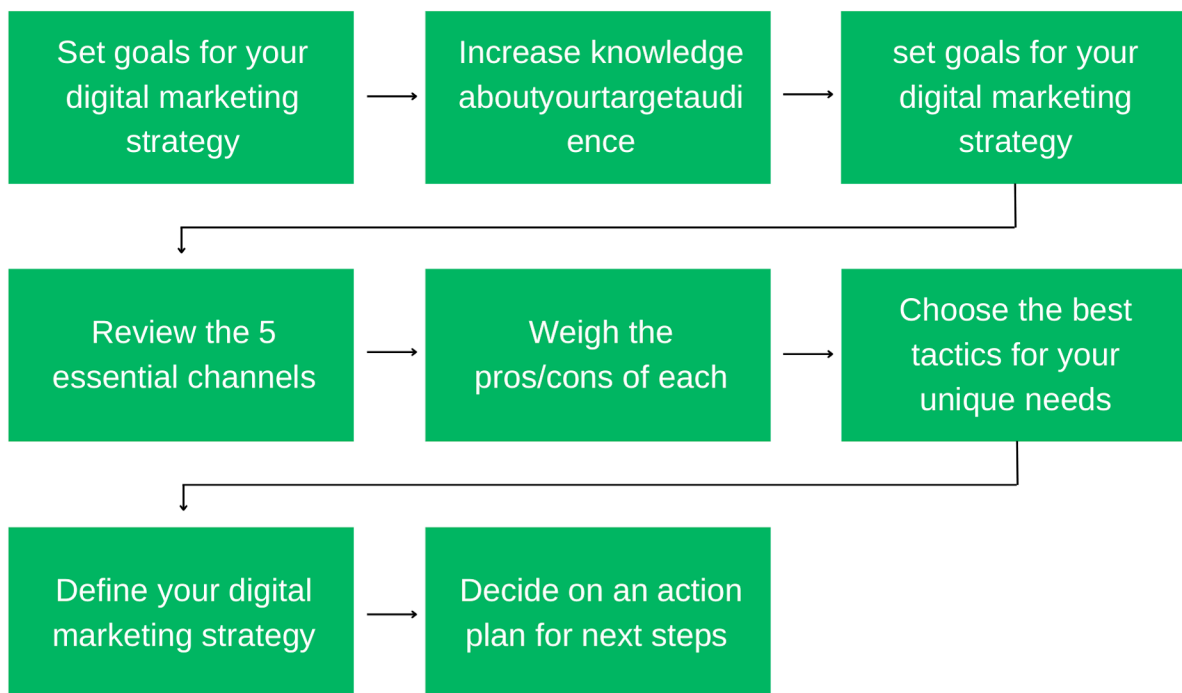 Set goals for your
digital marketing
strategy
Increase knowledge
aboutyourtargetaudi
ence
set goals for your
digital marketing
strategy
Review the 5
essential channels
Weigh the
pros/cons of each
Choose the best
tactics for your
unique needs
Define your digital
marketing strategy
Decide on an action
plan for next steps